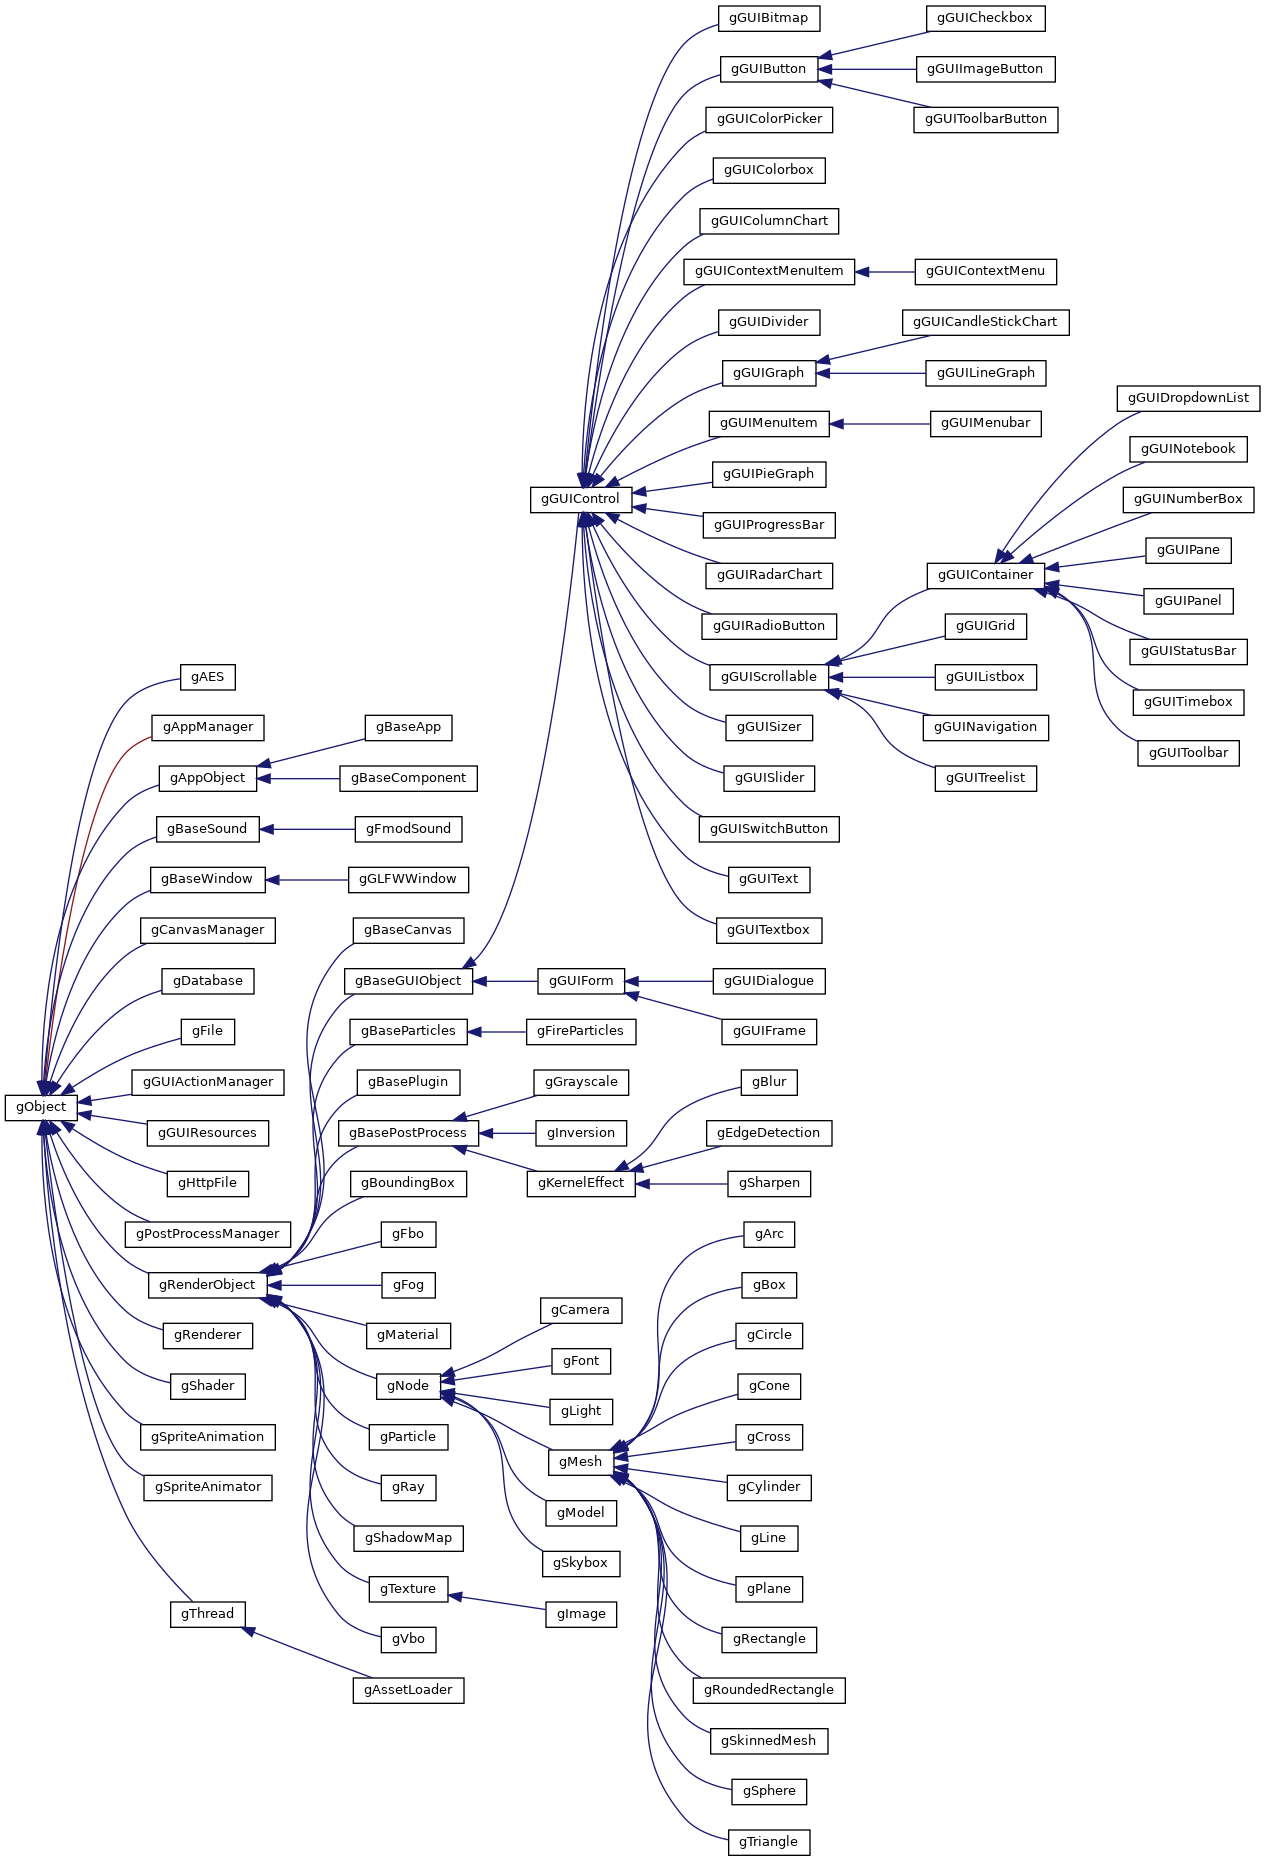 gObject
gAES
gAppManager
gAppObject
gBaseApp
gBaseComponent
gBaseSound
gFmodSound
gBaseWindow
gGLFWWindow
gCanvasManager
gDatabase
gFile
gGUIActionManager
gGUIResources
gHttpFile
gPostProcessManager
gRenderObject
gBaseCanvas
gBaseGUIObject
gGUIControl
gGUIBitmap
gGUIButton
gGUICheckbox
gGUIImageButton
gGUIToolbarButton
gGUIColorPicker
gGUIColorbox
gGUIColumnChart
gGUIContextMenuItem
gGUIContextMenu
gGUIDivider
gGUIGraph
gGUICandleStickChart
gGUILineGraph
gGUIMenuItem
gGUIMenubar
gGUIPieGraph
gGUIProgressBar
gGUIRadarChart
gGUIRadioButton
gGUIScrollable
gGUIContainer
gGUIDropdownList
gGUINotebook
gGUINumberBox
gGUIPane
gGUIPanel
gGUIStatusBar
gGUITimebox
gGUIToolbar
gGUIGrid
gGUIListbox
gGUINavigation
gGUITreelist
gGUISizer
gGUISlider
gGUISwitchButton
gGUIText
gGUITextbox
gGUIForm
gGUIDialogue
gGUIFrame
gBaseParticles
gFireParticles
gBasePlugin
gBasePostProcess
gGrayscale
gInversion
gKernelEffect
gBlur
gEdgeDetection
gSharpen
gBoundingBox
gFbo
gFog
gMaterial
gNode
gCamera
gFont
gLight
gMesh
gArc
gBox
gCircle
gCone
gCross
gCylinder
gLine
gPlane
gRectangle
gRoundedRectangle
gSkinnedMesh
gSphere
gTriangle
gModel
gSkybox
gParticle
gRay
gShadowMap
gTexture
gImage
gVbo
gRenderer
gShader
gSpriteAnimation
gSpriteAnimator
gThread
gAssetLoader